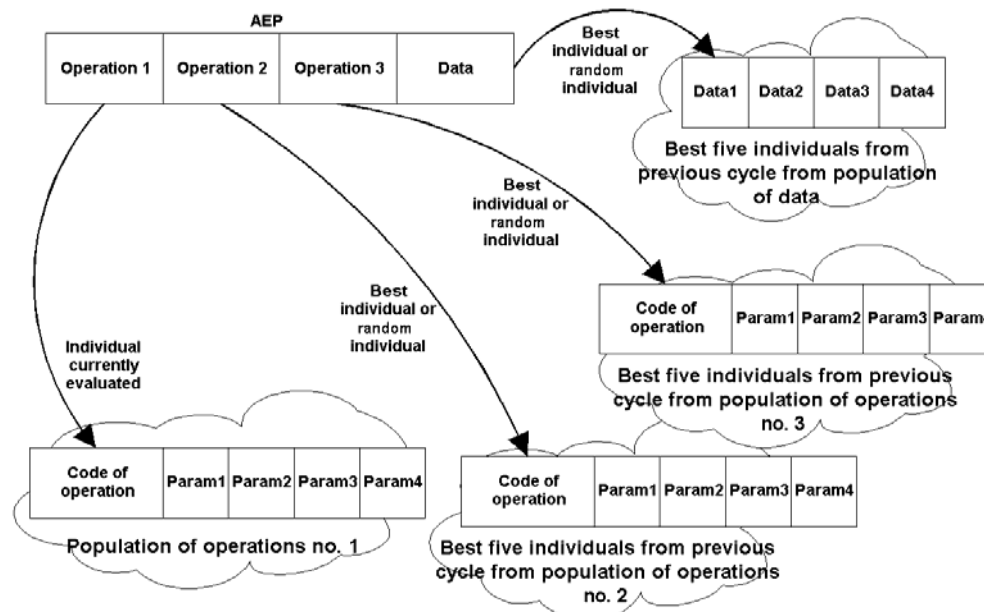 AEP
Operation 1 Operation 2 Operation 3 Data
Best
individual or
random
individual
Data1 Data2 Data3 Data4
Best five individuals from
previous cycle from population
of data
Best
individual or
random
individual
Best
individual or
random
individual
Code of
operation
Param1 Param2 Param3
Best five individuals from previous
cycle from population of operations
no. 3
Individual
currently
evaluated
Code of
operation
Param1 Param2 Param3 Param4
Population of operations no. 1
Code of
operation
Param1 Param2 Param3 Param4
Best five individuals from previous
cycle from population of operations
no. 2